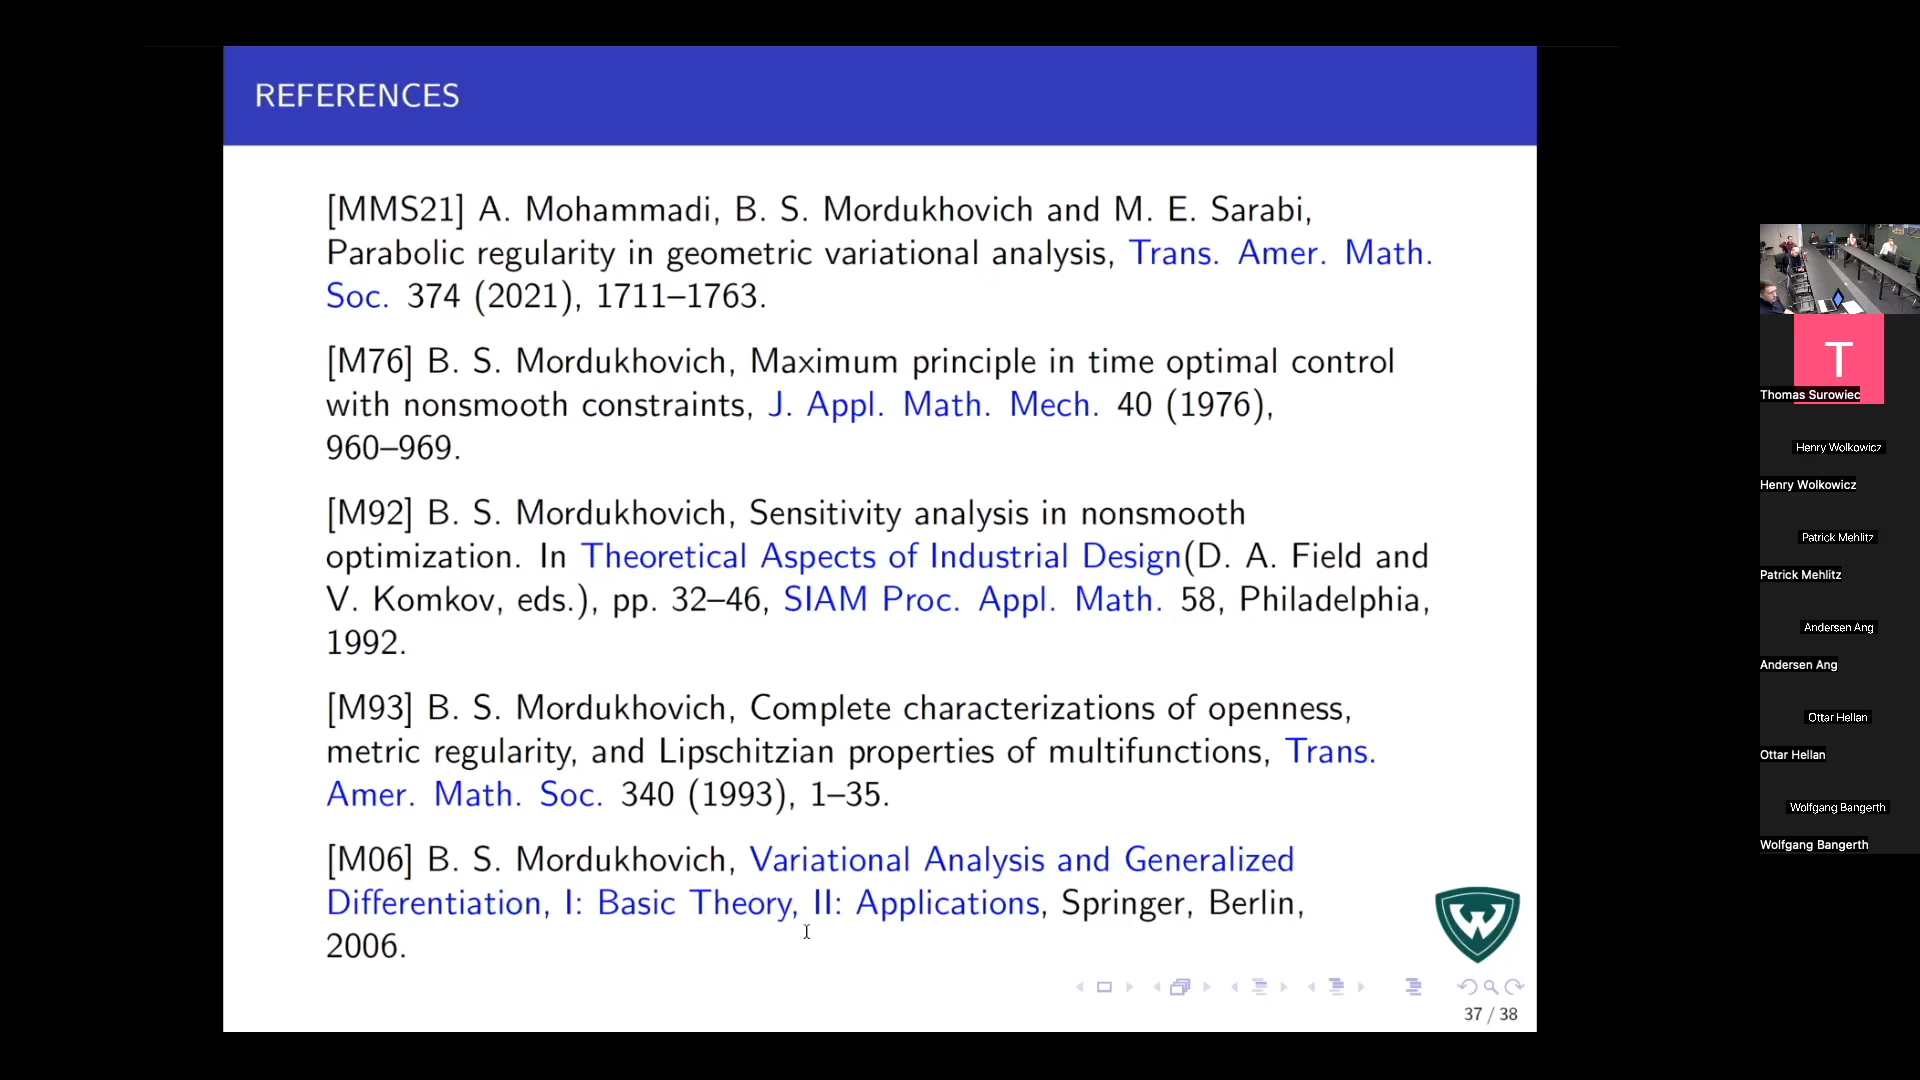 REFERENCES
[MMS21] A. Mohammadi, B. S. Mordukhovich and M. E. Sarabi,
Parabolic regularity in geometric variational analysis, Trans. Amer. Math.
Soc. 374 (2021), 1711–1763.
[M76] B. S. Mordukhovich, Maximum principle in time optimal control
with nonsmooth constraints, J. Appl. Math. Mech. 40 (1976),
960–969.
[M92] B. S. Mordukhovich, Sensitivity analysis in nonsmooth
optimization. In Theoretical Aspects of Industrial Design(D. A. Field and
V. Komkov, eds.), pp. 32–46, SIAM Proc. Appl. Math. 58, Philadelphia,
1992.
[M93] B. S. Mordukhovich, Complete characterizations of openness,
metric regularity, and Lipschitzian properties of multifunctions, Trans.
Amer. Math. Soc. 340 (1993), 1–35.
[M06] B. S. Mordukhovich, Variational Analysis and Generalized
Differentiation, I: Basic Theory, II: Applications, Springer, Berlin,
2006.
W
37 / 38
T
Thomas Surowiec
Henry Wolkowicz
Henry Wolkowicz
Patrick Mehlitz
Patrick Mehlitz
Andersen Ang
Andersen Ang
Ottar Hellan
Ottar Hellan
Wolfgang Bangerth
Wolfgang Bangerth